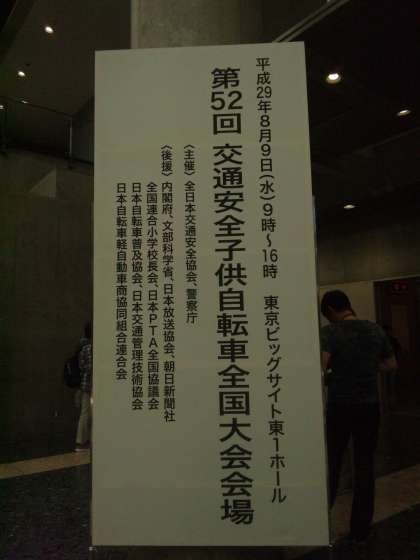 平成29年8月9日(水)9時～16時　東京ビッグサイト東1ホール
第52回 交通安全子供自転車全国大会会場
〈主催〉全日本交通安全協会、警察庁
〈後援〉内閣府、文部科学省、日本放送協会、朝日新聞社
全国連合小学校長会、日本PTA全国協議会
日本自転車普及協会、日本交通管理技術協会
日本自転車軽自動車商協同組合連合会